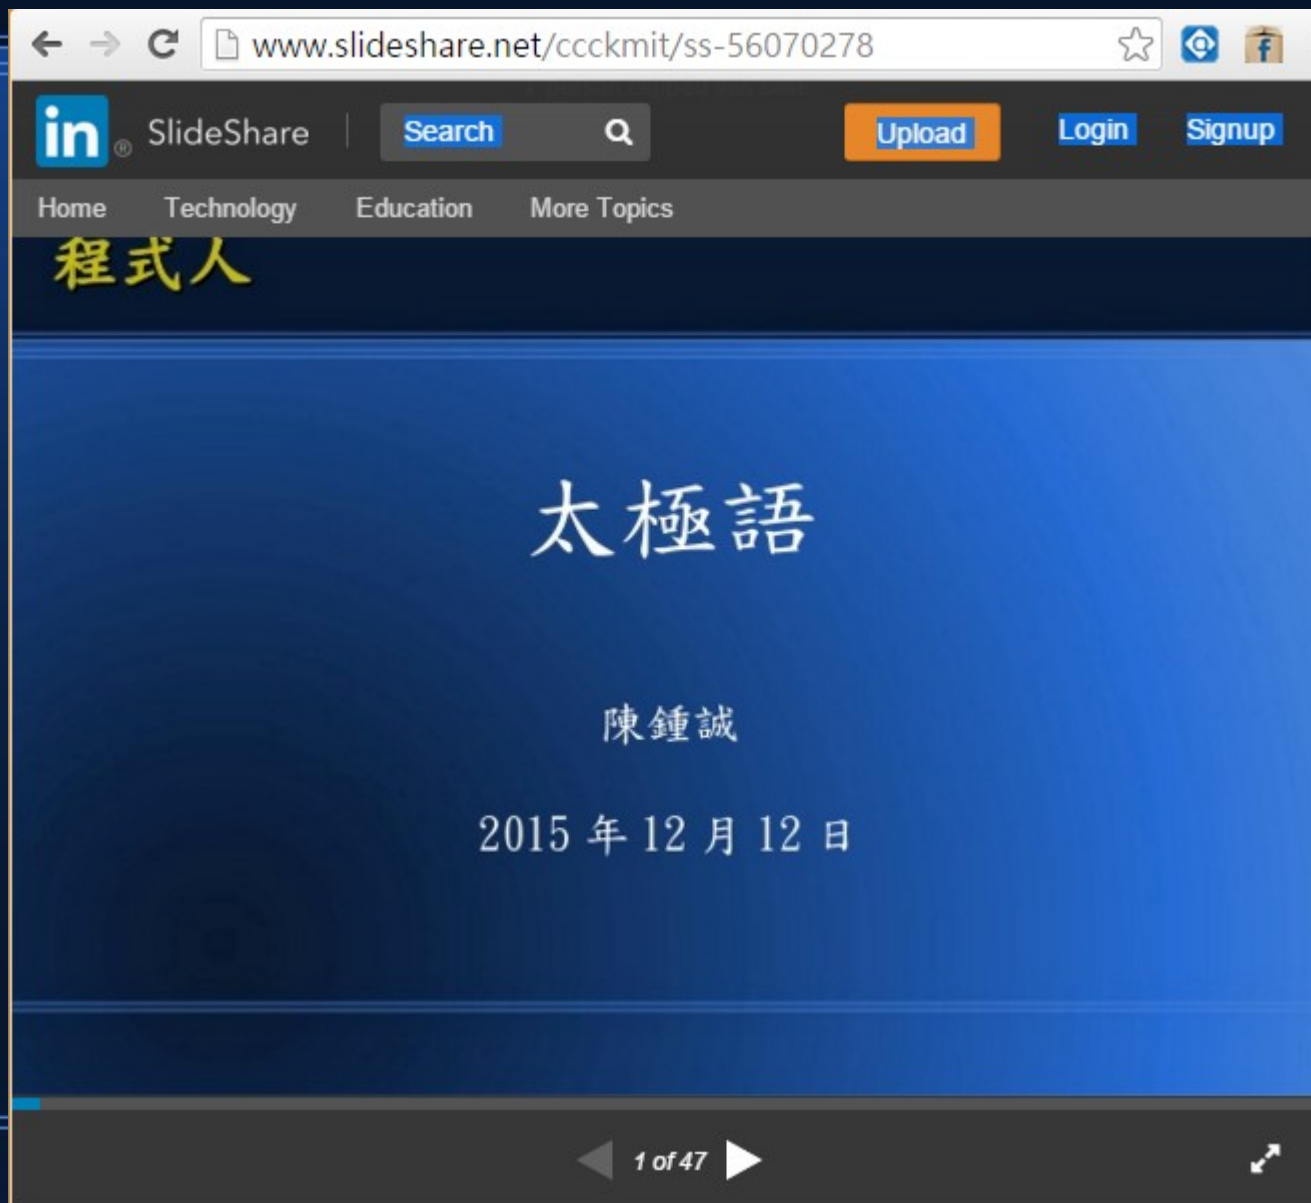 www.slideshare.net/ccckmit/ss-56070278
in ® SlideShare Search Upload Login Signup
Home Technology Education More Topics
程式人
太極語
陳鍾誠
2015 年 12 月 12 日
1 of 47